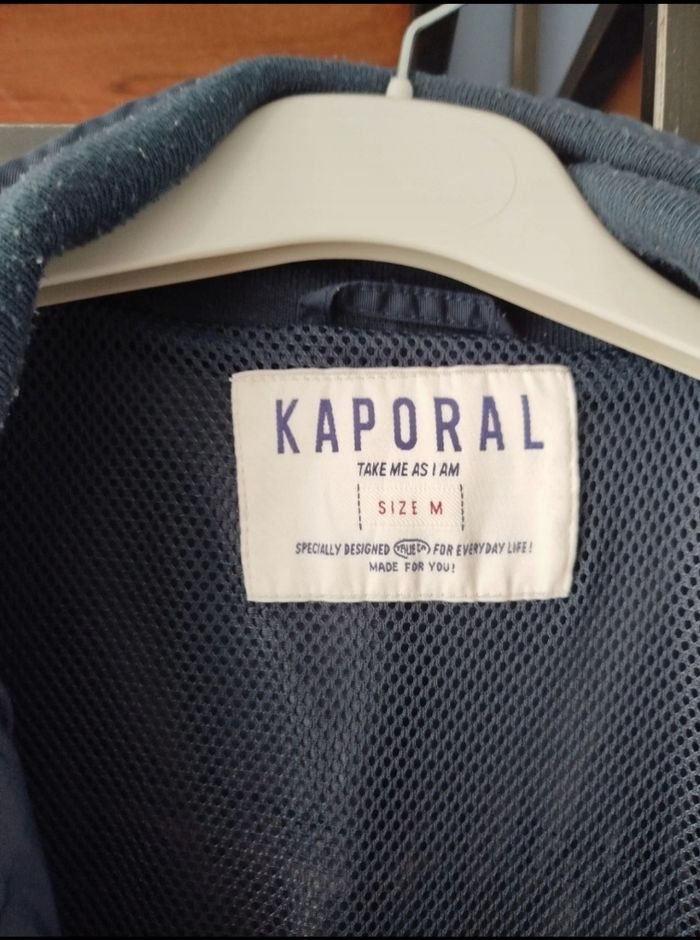 KAPORAL
TAKE ME AS I AM
SIZE M
SPECIALLY DESIGNED FOR EVERYDAY LIFE!
MADE FOR YOU!